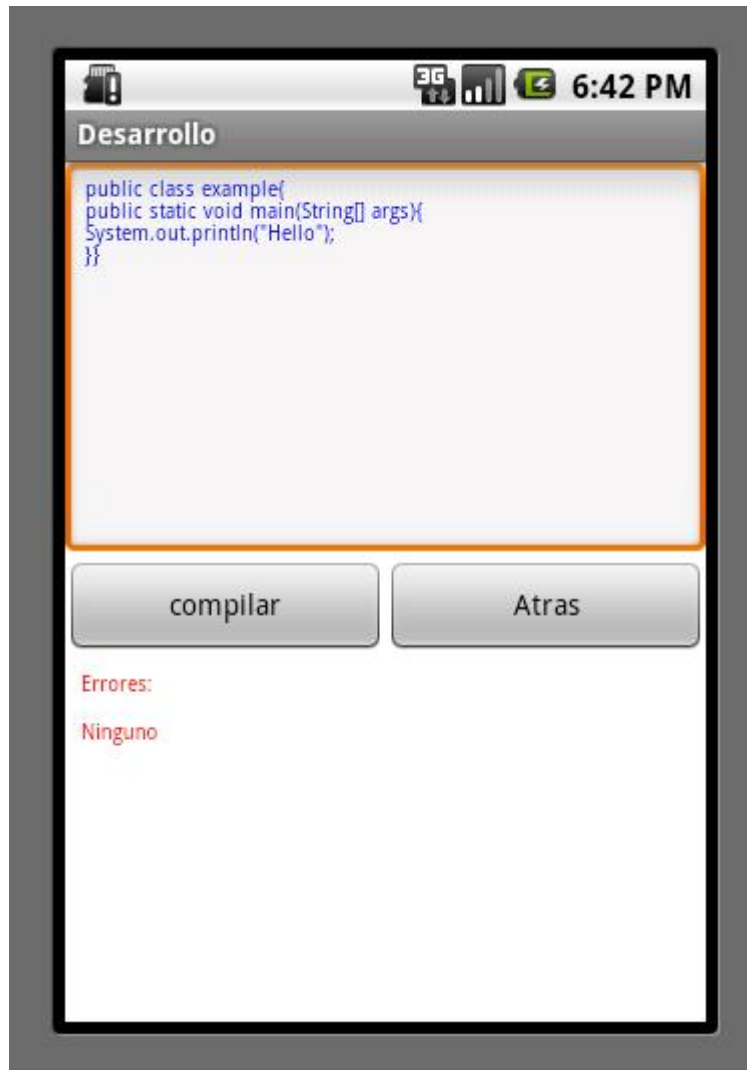 3G 6:42 PM
Desarrollo
public class example{
public static void main(String[] args){
System.out.println("Hello");
}}
compilar Atras
Errores:
Ninguno